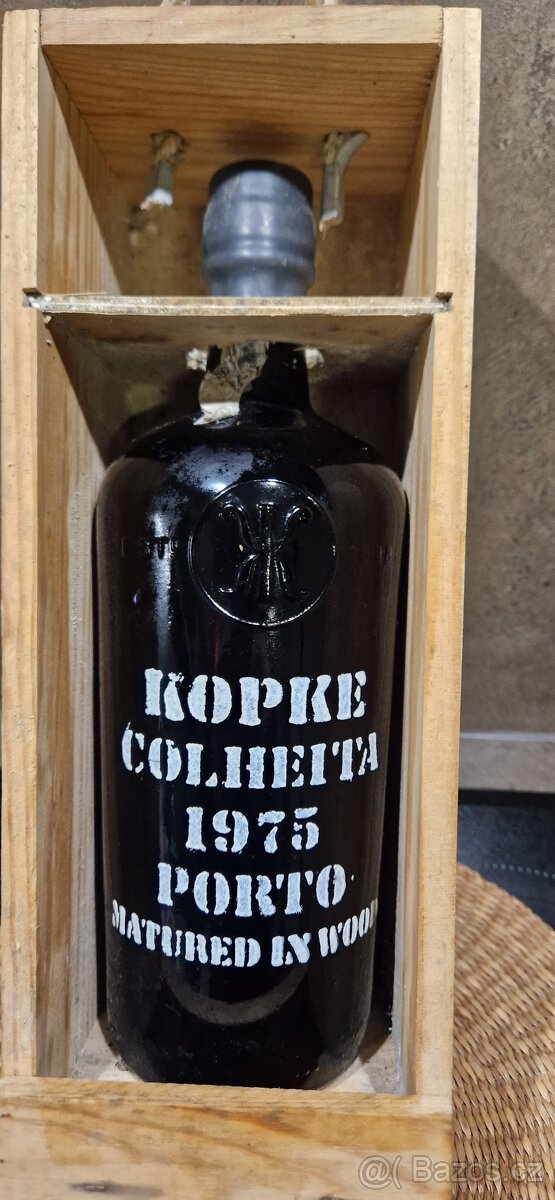 KOPKE
COLHEITA
1975
PORTO
MATURED IN WOOD
@ Bazos.cz